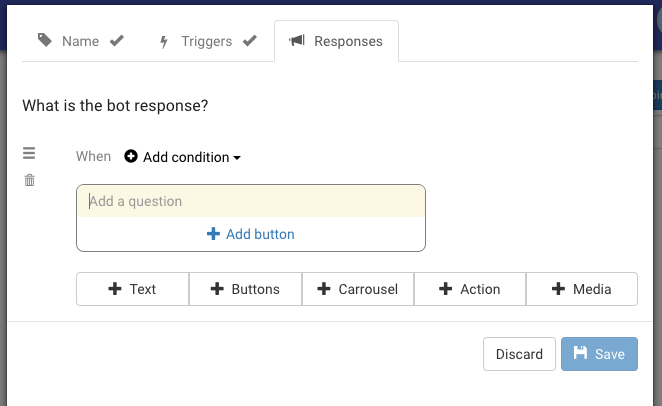 Name Triggers Responses
What is the bot response?
When Add condition
Add a question
Add button
Text Buttons Carrousel Action Media
Discard Save